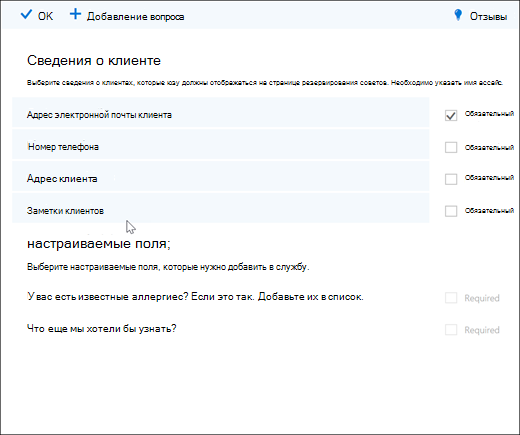 ОК Добавление вопроса Отзывы
Сведения о клиенте
Выберите сведения о клиентах, которые юзу должны отображаться на странице резервирования советов. Необходимо указать имя ассайс.
Адрес электронной почты клиента Обязательный
Номер телефона Обязательный
Адрес клиента Обязательный
Заметки клиентов Обязательный
настраиваемые поля;
Выберите настраиваемые поля, которые нужно добавить в службу.
У вас есть известные аллергиес? Если это так. Добавьте их в список. Required
Что еще мы хотели бы узнать? Required